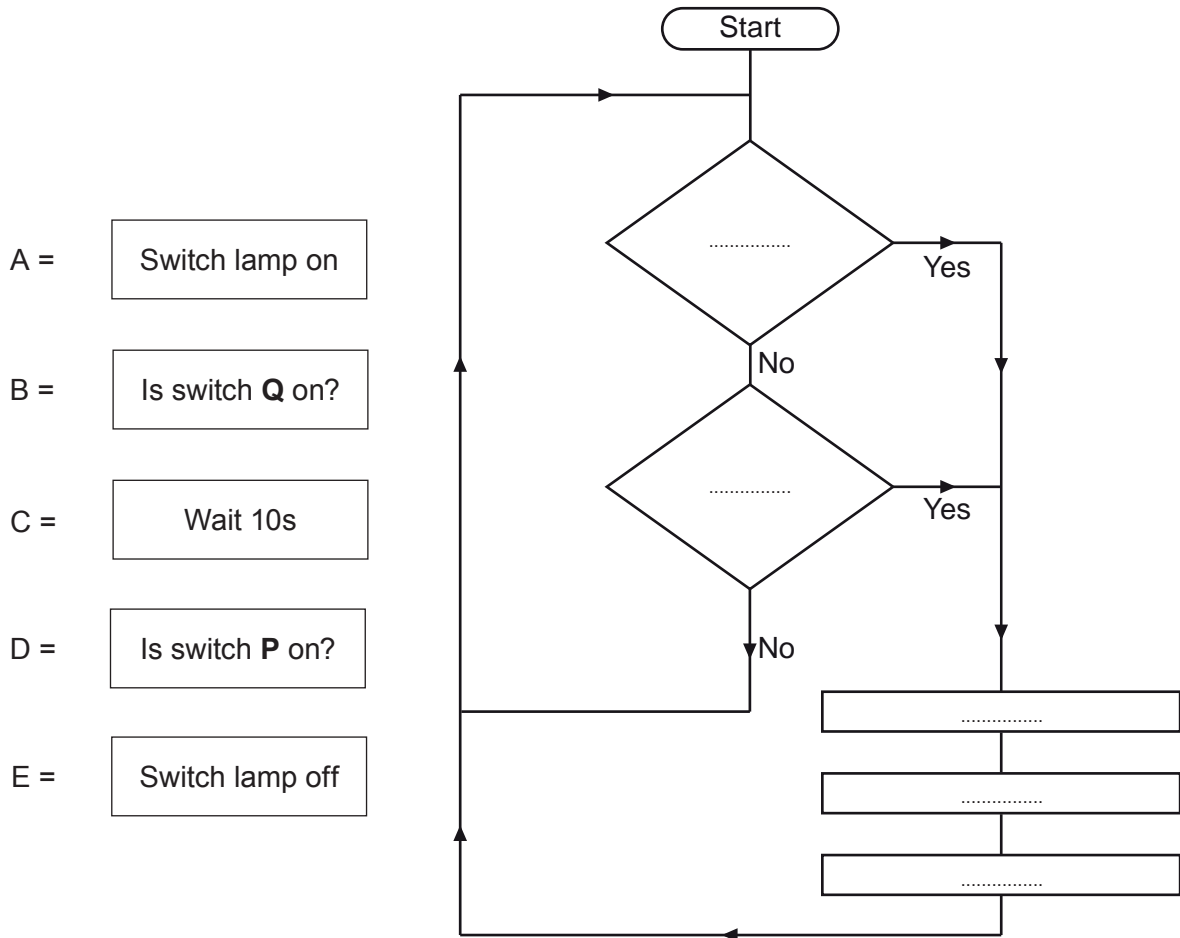 Start
................
Yes
A =
Switch lamp on
No
B =
Is switch Q on?
................
Yes
C =
Wait 10s
D =
Is switch P on?
No
................
E =
Switch lamp off
................
................